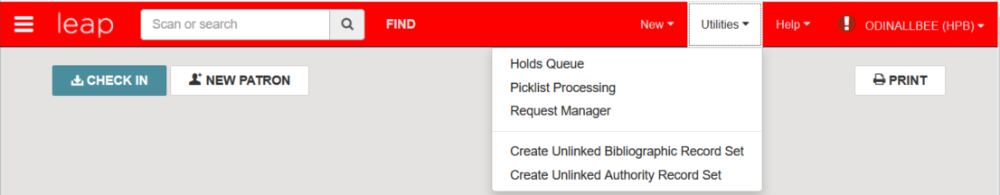 leap Scan or search FIND New Utilities Help ODINALLBEE (HPB)
Holds Queue
CHECK IN NEW PATRON PRINT
Picklist Processing
Request Manager
Create Unlinked Bibliographic Record Set
Create Unlinked Authority Record Set